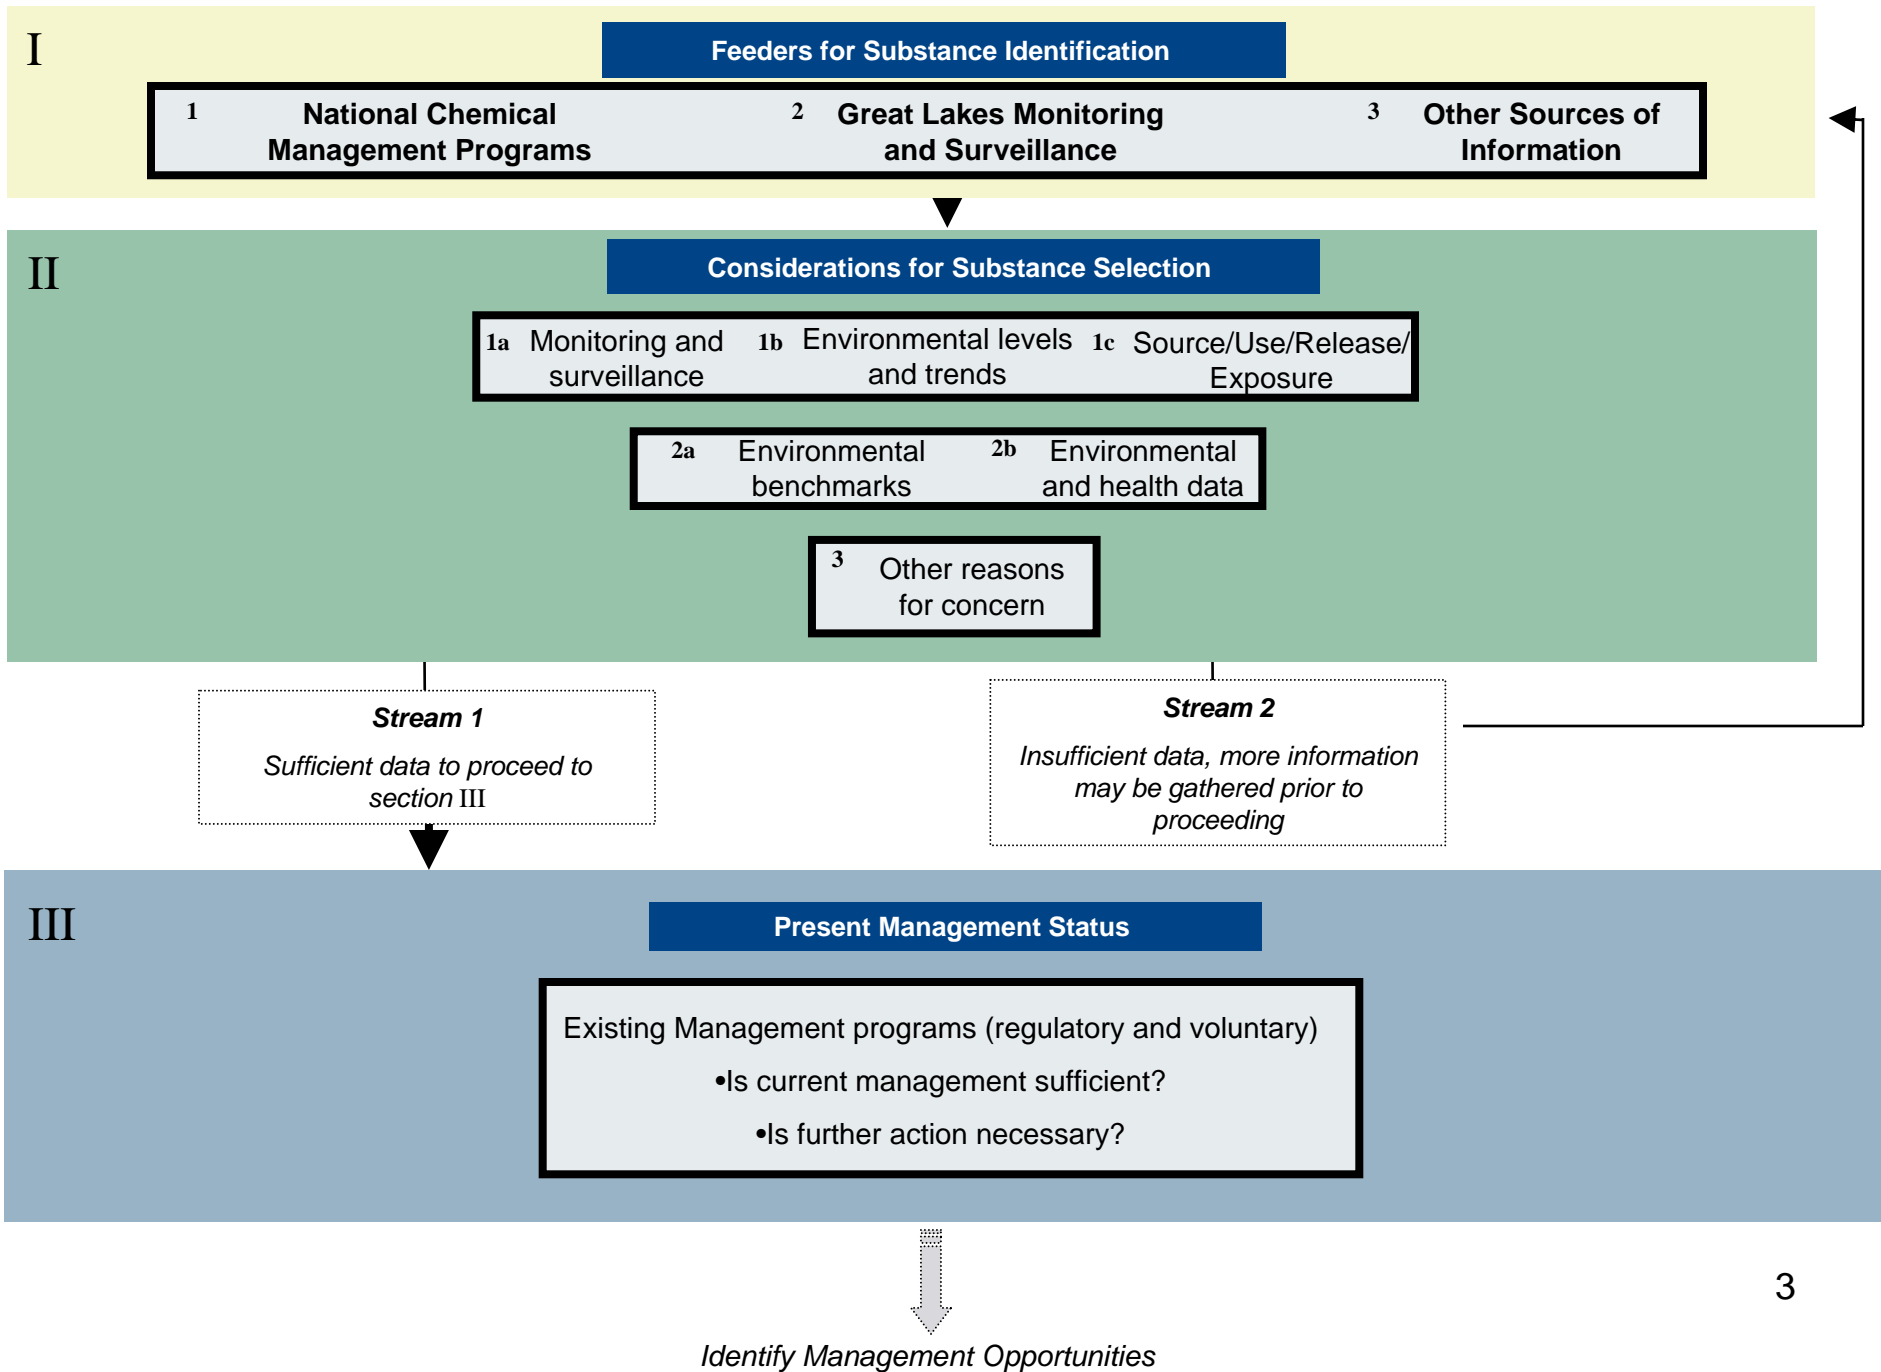 I
Feeders for Substance Identification
1 National Chemical
Management Programs
2 Great Lakes Monitoring
and Surveillance
3 Other Sources of
Information
II
Considerations for Substance Selection
1a Monitoring and
surveillance
1b Environmental levels
and trends
1c Source/Use/Release/
Exposure
2a Environmental
benchmarks
2b Environmental
and health data
3 Other reasons
for concern
Stream 1
Sufficient data to proceed to
section III
Stream 2
Insufficient data, more information
may be gathered prior to
proceeding
III
Present Management Status
Existing Management programs (regulatory and voluntary)
•Is current management sufficient?
•Is further action necessary?
3
Identify Management Opportunities